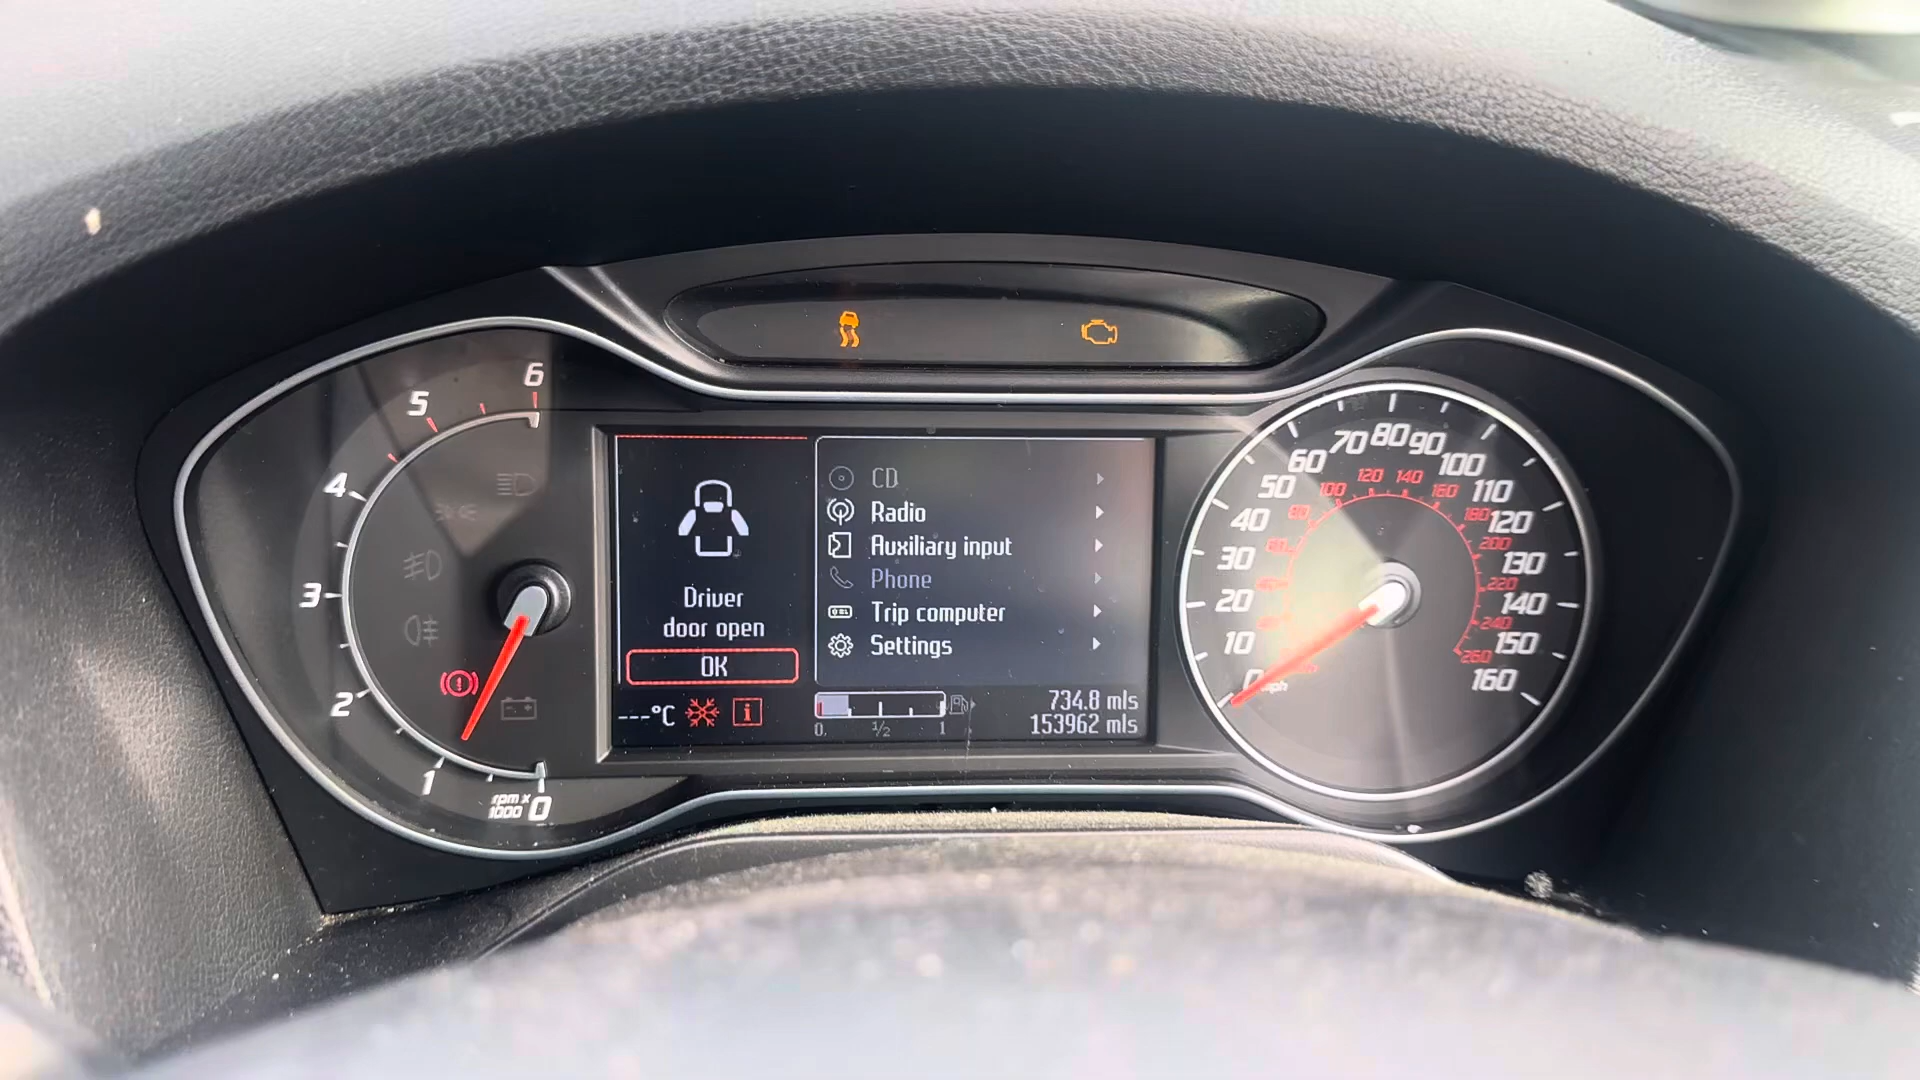 6
5
4
3
2
1
rpm x
1000 0
Driver
door open
OK
---°C
i
CD
Radio
Auxiliary input
Phone
Trip computer
Settings
0 1/2 1
734.8 mls
153962 mls
0 mph
10
20
30
40
50
60
70
80
90
100
110
120
130
140
150
160
100
120
140
160
180
200
220
240
260